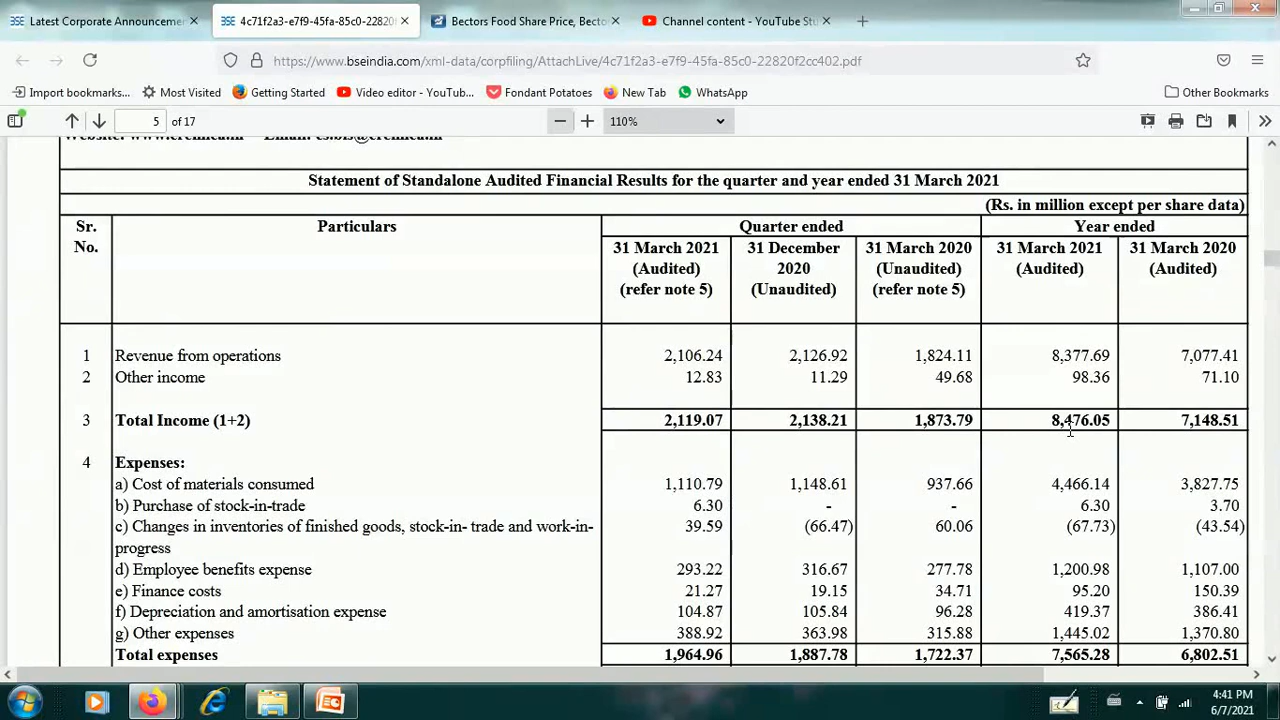 Latest Corporate Announcemen
4c71f2a3-e7f9-45fa-85c0-22820f
Bectors Food Share Price, Becto
Channel content - YouTube Stu
https://www.bseindia.com/xml-data/corpfiling/AttachLive/4c71f2a3-e7f9-45fa-85c0-22820f2cc402.pdf
Import bookmarks... Most Visited Getting Started Video editor - YouTub... Fondant Potatoes New Tab WhatsApp Other Bookmarks
5 of 17 110%
Statement of Standalone Audited Financial Results for the quarter and year ended 31 March 2021
(Rs. in million except per share data)
Sr. No. Particulars Quarter ended Year ended
31 March 2021 (Audited) (refer note 5) 31 December 2020 (Unaudited) 31 March 2020 (Unaudited) (refer note 5) 31 March 2021 (Audited) 31 March 2020 (Audited)
1 Revenue from operations 2,106.24 2,126.92 1,824.11 8,377.69 7,077.41
2 Other income 12.83 11.29 49.68 98.36 71.10
3 Total Income (1+2) 2,119.07 2,138.21 1,873.79 8,476.05 7,148.51
4 Expenses:
a) Cost of materials consumed 1,110.79 1,148.61 937.66 4,466.14 3,827.75
b) Purchase of stock-in-trade 6.30 - - 6.30 3.70
c) Changes in inventories of finished goods, stock-in- trade and work-in- 39.59 (66.47) 60.06 (67.73) (43.54)
progress
d) Employee benefits expense 293.22 316.67 277.78 1,200.98 1,107.00
e) Finance costs 21.27 19.15 34.71 95.20 150.39
f) Depreciation and amortisation expense 104.87 105.84 96.28 419.37 386.41
g) Other expenses 388.92 363.98 315.88 1,445.02 1,370.80
Total expenses 1,964.96 1,887.78 1,722.37 7,565.28 6,802.51
4:41 PM
6/7/2021